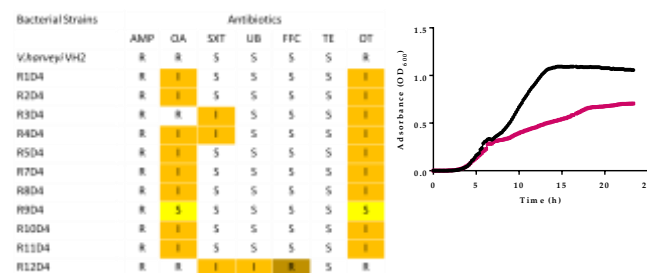 Bacterial Strains Antibiotics
AMP OA SXT UB FFC TE OT
V.harveyi VH2 R R S S S S R
R1D4 R I S S S S I
R2D4 R I S S S S I
R3D4 R R I S S S I
R4D4 R I I S S S I
R5D4 R I S S S S I
R7D4 R I S S S S I
R8D4 R I S S S S I
R9D4 R S S S S S S
R10D4 R I S S S S I
R11D4 R I S S S S I
R12D4 R R I I R S R
Adsorbance (OD600)
1.5
1.0
0.5
0.0
0 5 10 15 20 2
Time (h)